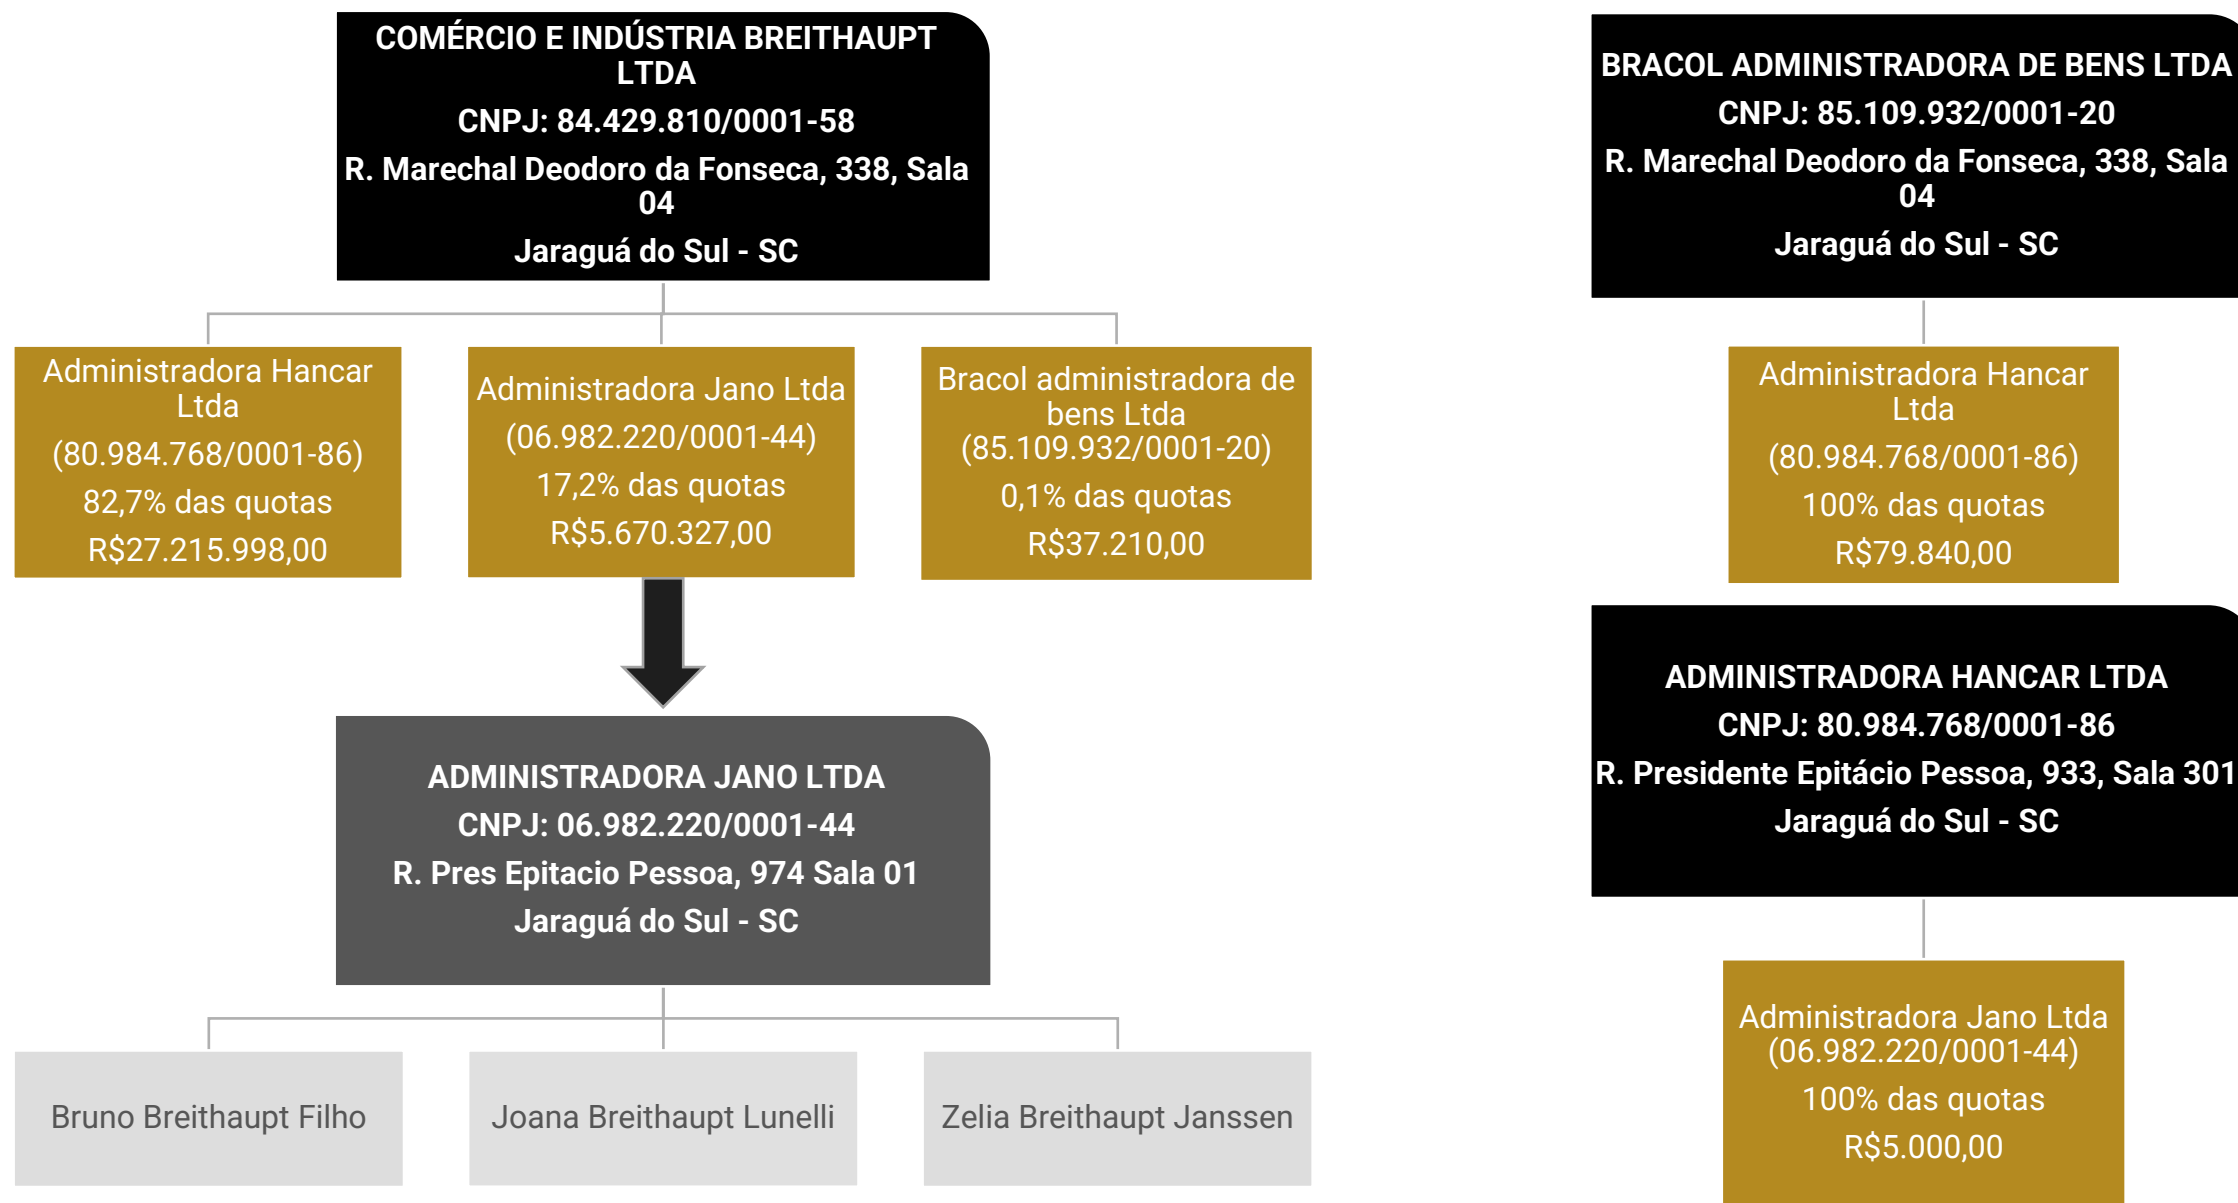 COMÉRCIO E INDÚSTRIA BREITHAUPT
LTDA
CNPJ: 84.429.810/0001-58
R. Marechal Deodoro da Fonseca, 338, Sala
04
Jaraguá do Sul - SC
Administradora Hancar
Ltda
(80.984.768/0001-86)
82,7% das quotas
R$27.215.998,00
Administradora Jano Ltda
(06.982.220/0001-44)
17,2% das quotas
R$5.670.327,00
Bracol administradora de
bens Ltda
(85.109.932/0001-20)
0,1% das quotas
R$37.210,00
ADMINISTRADORA JANO LTDA
CNPJ: 06.982.220/0001-44
R. Pres Epitacio Pessoa, 974 Sala 01
Jaraguá do Sul - SC
Bruno Breithaupt Filho
Joana Breithaupt Lunelli
Zelia Breithaupt Janssen
BRACOL ADMINISTRADORA DE BENS LTDA
CNPJ: 85.109.932/0001-20
R. Marechal Deodoro da Fonseca, 338, Sala
04
Jaraguá do Sul - SC
Administradora Hancar
Ltda
(80.984.768/0001-86)
100% das quotas
R$79.840,00
ADMINISTRADORA HANCAR LTDA
CNPJ: 80.984.768/0001-86
R. Presidente Epitácio Pessoa, 933, Sala 301
Jaraguá do Sul - SC
Administradora Jano Ltda
(06.982.220/0001-44)
100% das quotas
R$5.000,00